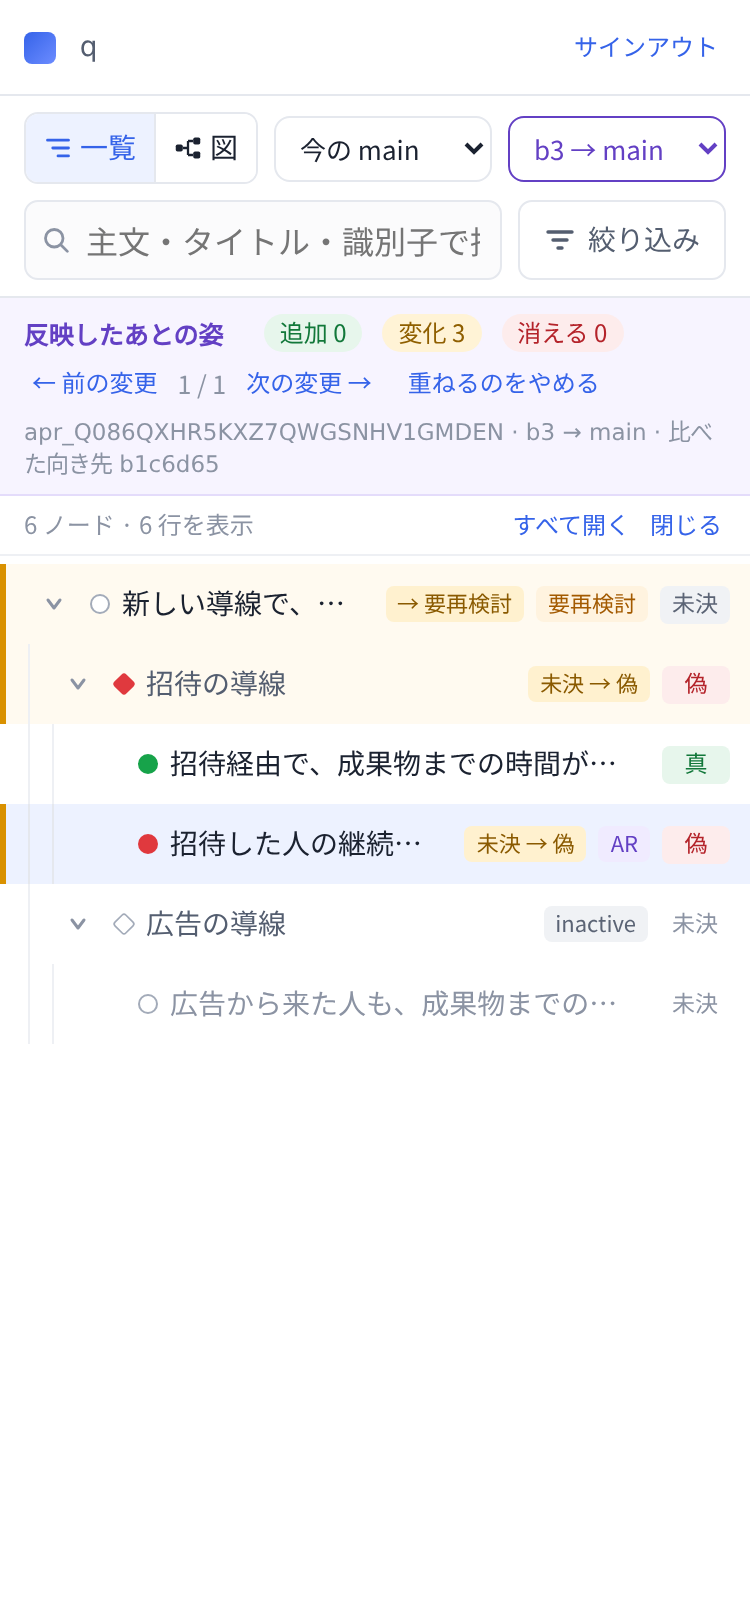 q サインアウト
一覧 図 今の main b3 → main
主文・タイトル・識別子で 絞り込み
反映したあとの姿 追加 0 変化 3 消える 0
← 前の変更 1 / 1 次の変更 → 重ねるのをやめる
apr_Q086QXHR5KXZ7QWGSNHV1GMDEN · b3 → main · 比べ
た向き先 b1c6d65
6 ノード · 6 行を表示 すべて開く 閉じる
新しい導線で、… → 要再検討 要再検討 未決
招待の導線 未決 → 偽 偽
招待経由で、成果物までの時間が… 真
招待した人の継続… 未決 → 偽 AR 偽
広告の導線 inactive 未決
広告から来た人も、成果物までの… 未決